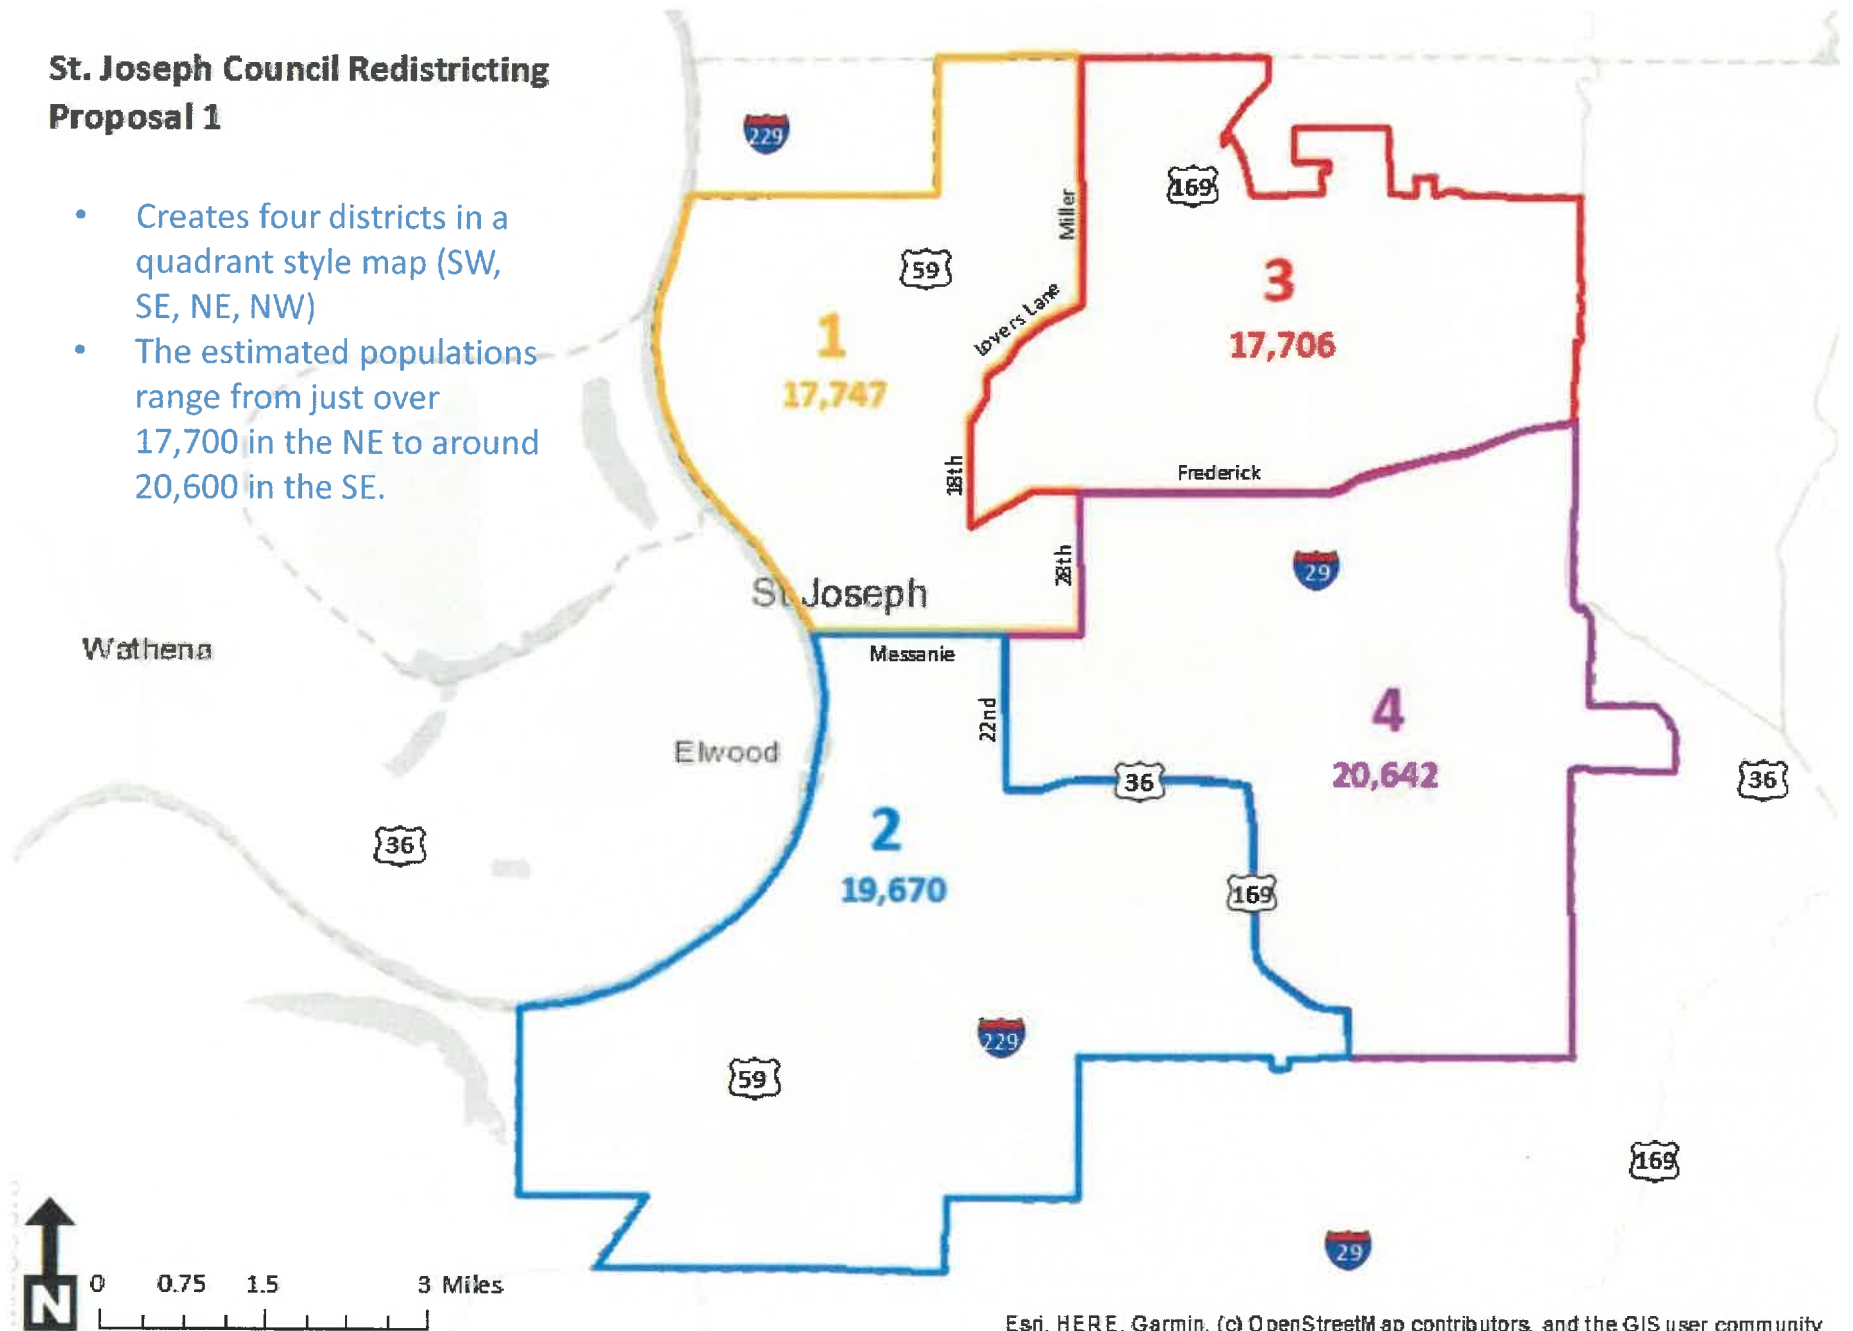 St. Joseph Council Redistricting
Proposal 1
• Creates four districts in a
quadrant style map (SW,
SE, NE, NW)
• The estimated populations
range from just over
17,700 in the NE to around
20,600 in the SE.
229
169
Miller
59
3
17,706
Lovers Lane
1
17,747
18th
Frederick
28th
29
St Joseph
Wathena
Messanie
22nd
4
20,642
Elwood
36
36
36
2
19,670
169
229
59
169
29
N
0 0.75 1.5 3 Miles
Esri, HERE, Garmin, (c) OpenStreetMap contributors, and the GIS user community